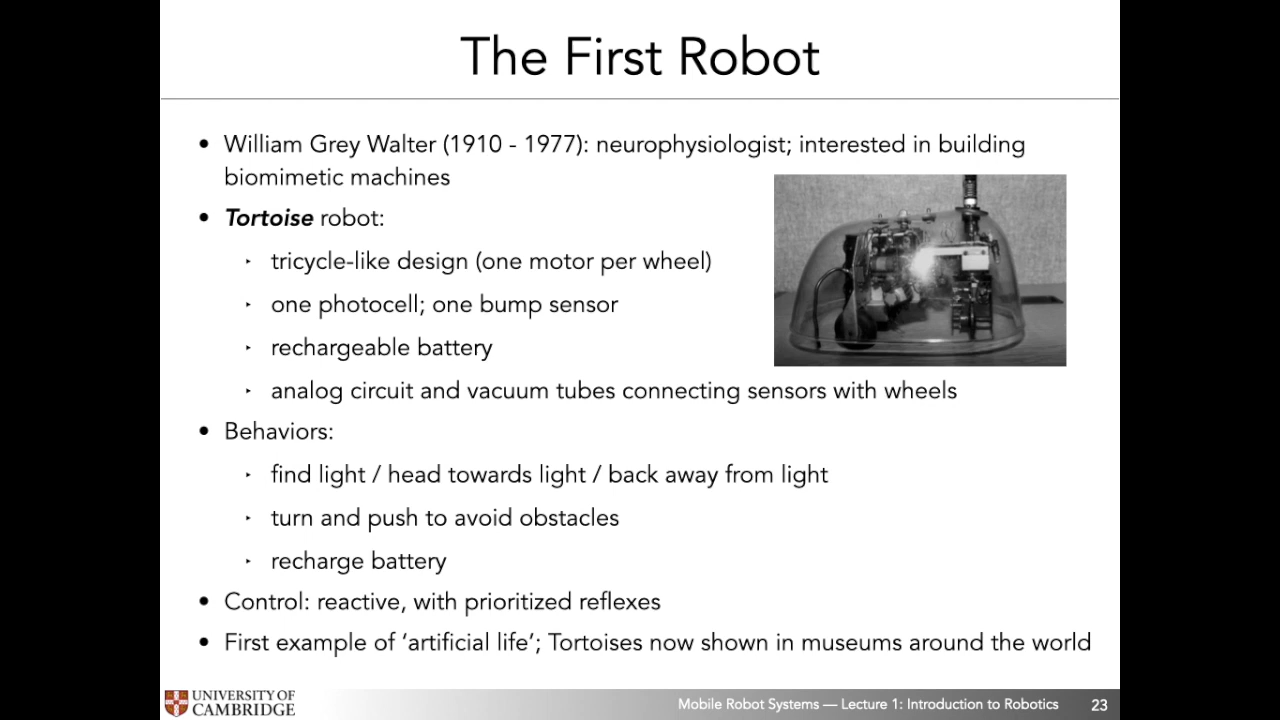 The First Robot
• William Grey Walter (1910 - 1977): neurophysiologist; interested in building
biomimetic machines
• Tortoise robot:
‣ tricycle-like design (one motor per wheel)
‣ one photocell; one bump sensor
‣ rechargeable battery
‣ analog circuit and vacuum tubes connecting sensors with wheels
• Behaviors:
‣ find light / head towards light / back away from light
‣ turn and push to avoid obstacles
‣ recharge battery
• Control: reactive, with prioritized reflexes
• First example of ‘artificial life’; Tortoises now shown in museums around the world
UNIVERSITY OF
CAMBRIDGE
Mobile Robot Systems — Lecture 1: Introduction to Robotics
23